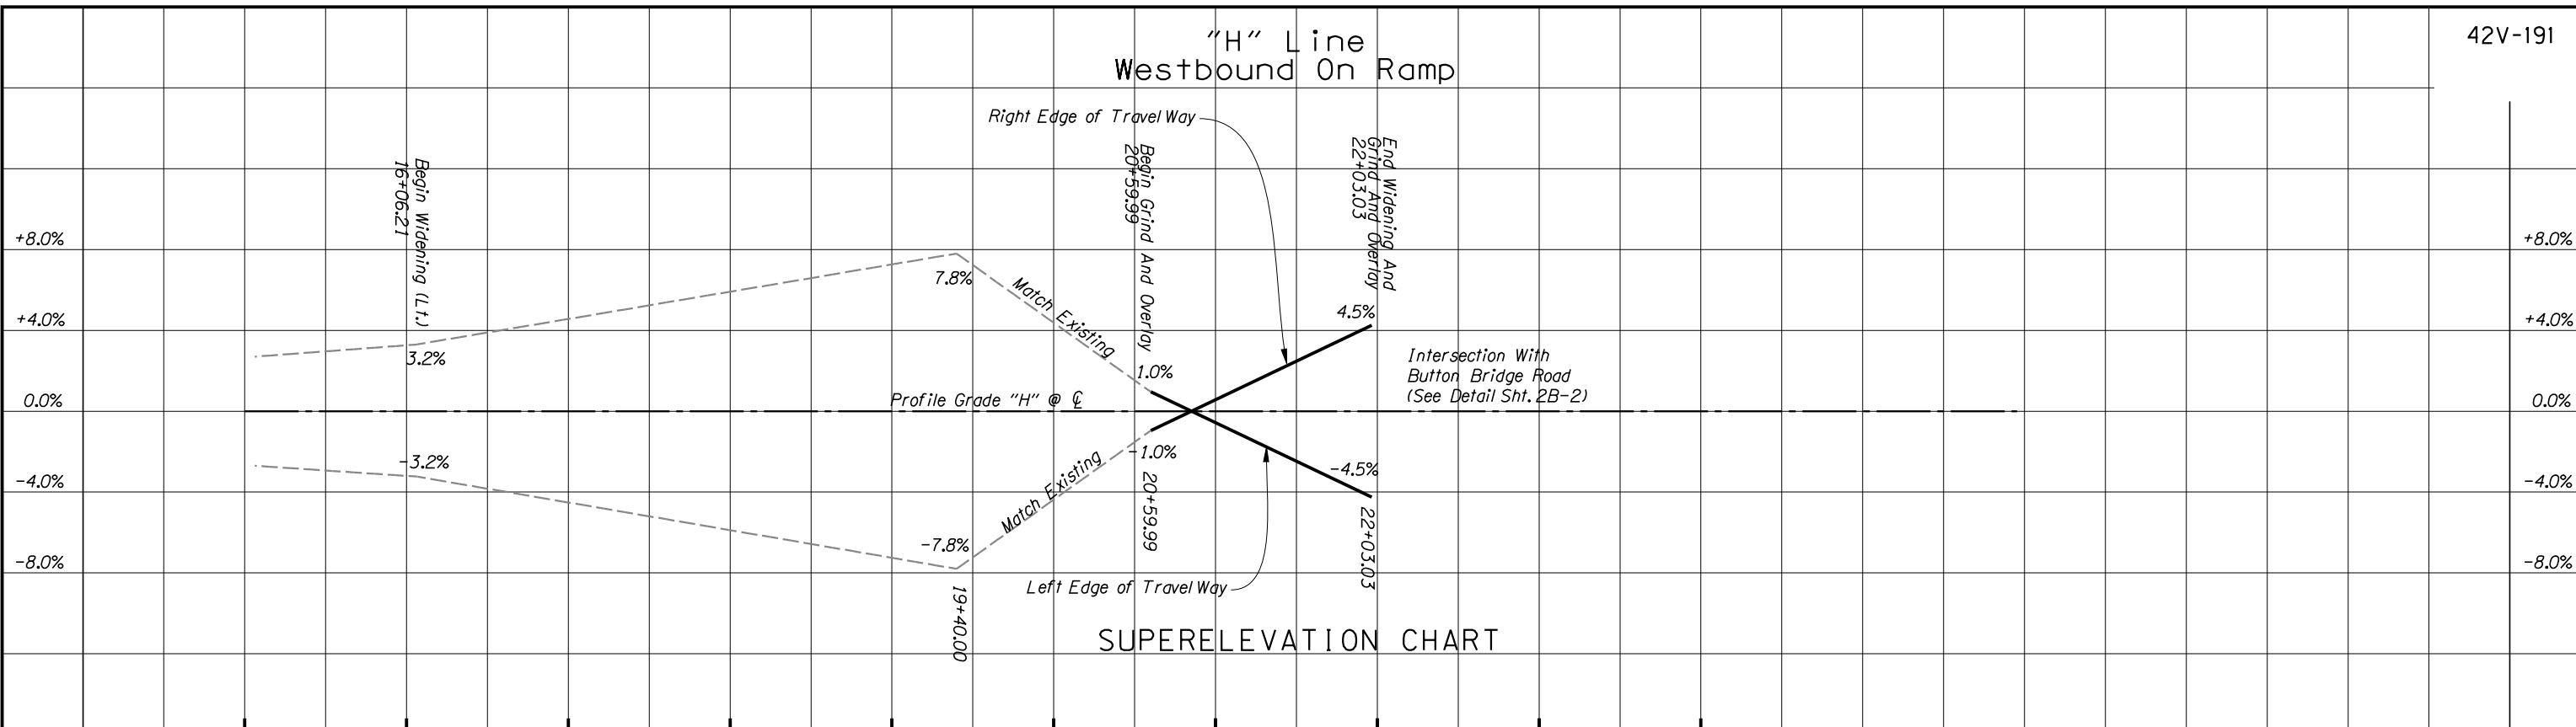 "H" Line
Westbound On Ramp
42V-191
Right Edge of Travel Way
Begin Widening (Lt.)
16+06.21
Begin Grind And Overlay
20+59.99
End Widening And
Grind And Overlay
22+03.03
+8.0%
+8.0%
7.8%
Match Existing
4.5%
+4.0%
+4.0%
3.2%
1.0%
Intersection With
Button Bridge Road
(See Detail Sht. 2B-2)
0.0%
Profile Grade "H" @ ℄
0.0%
-3.2%
-1.0%
-4.5%
-4.0%
-4.0%
Match Existing
20+59.99
22+03.03
-7.8%
-8.0%
-8.0%
Left Edge of Travel Way
19+40.00
SUPERELEVATION CHART